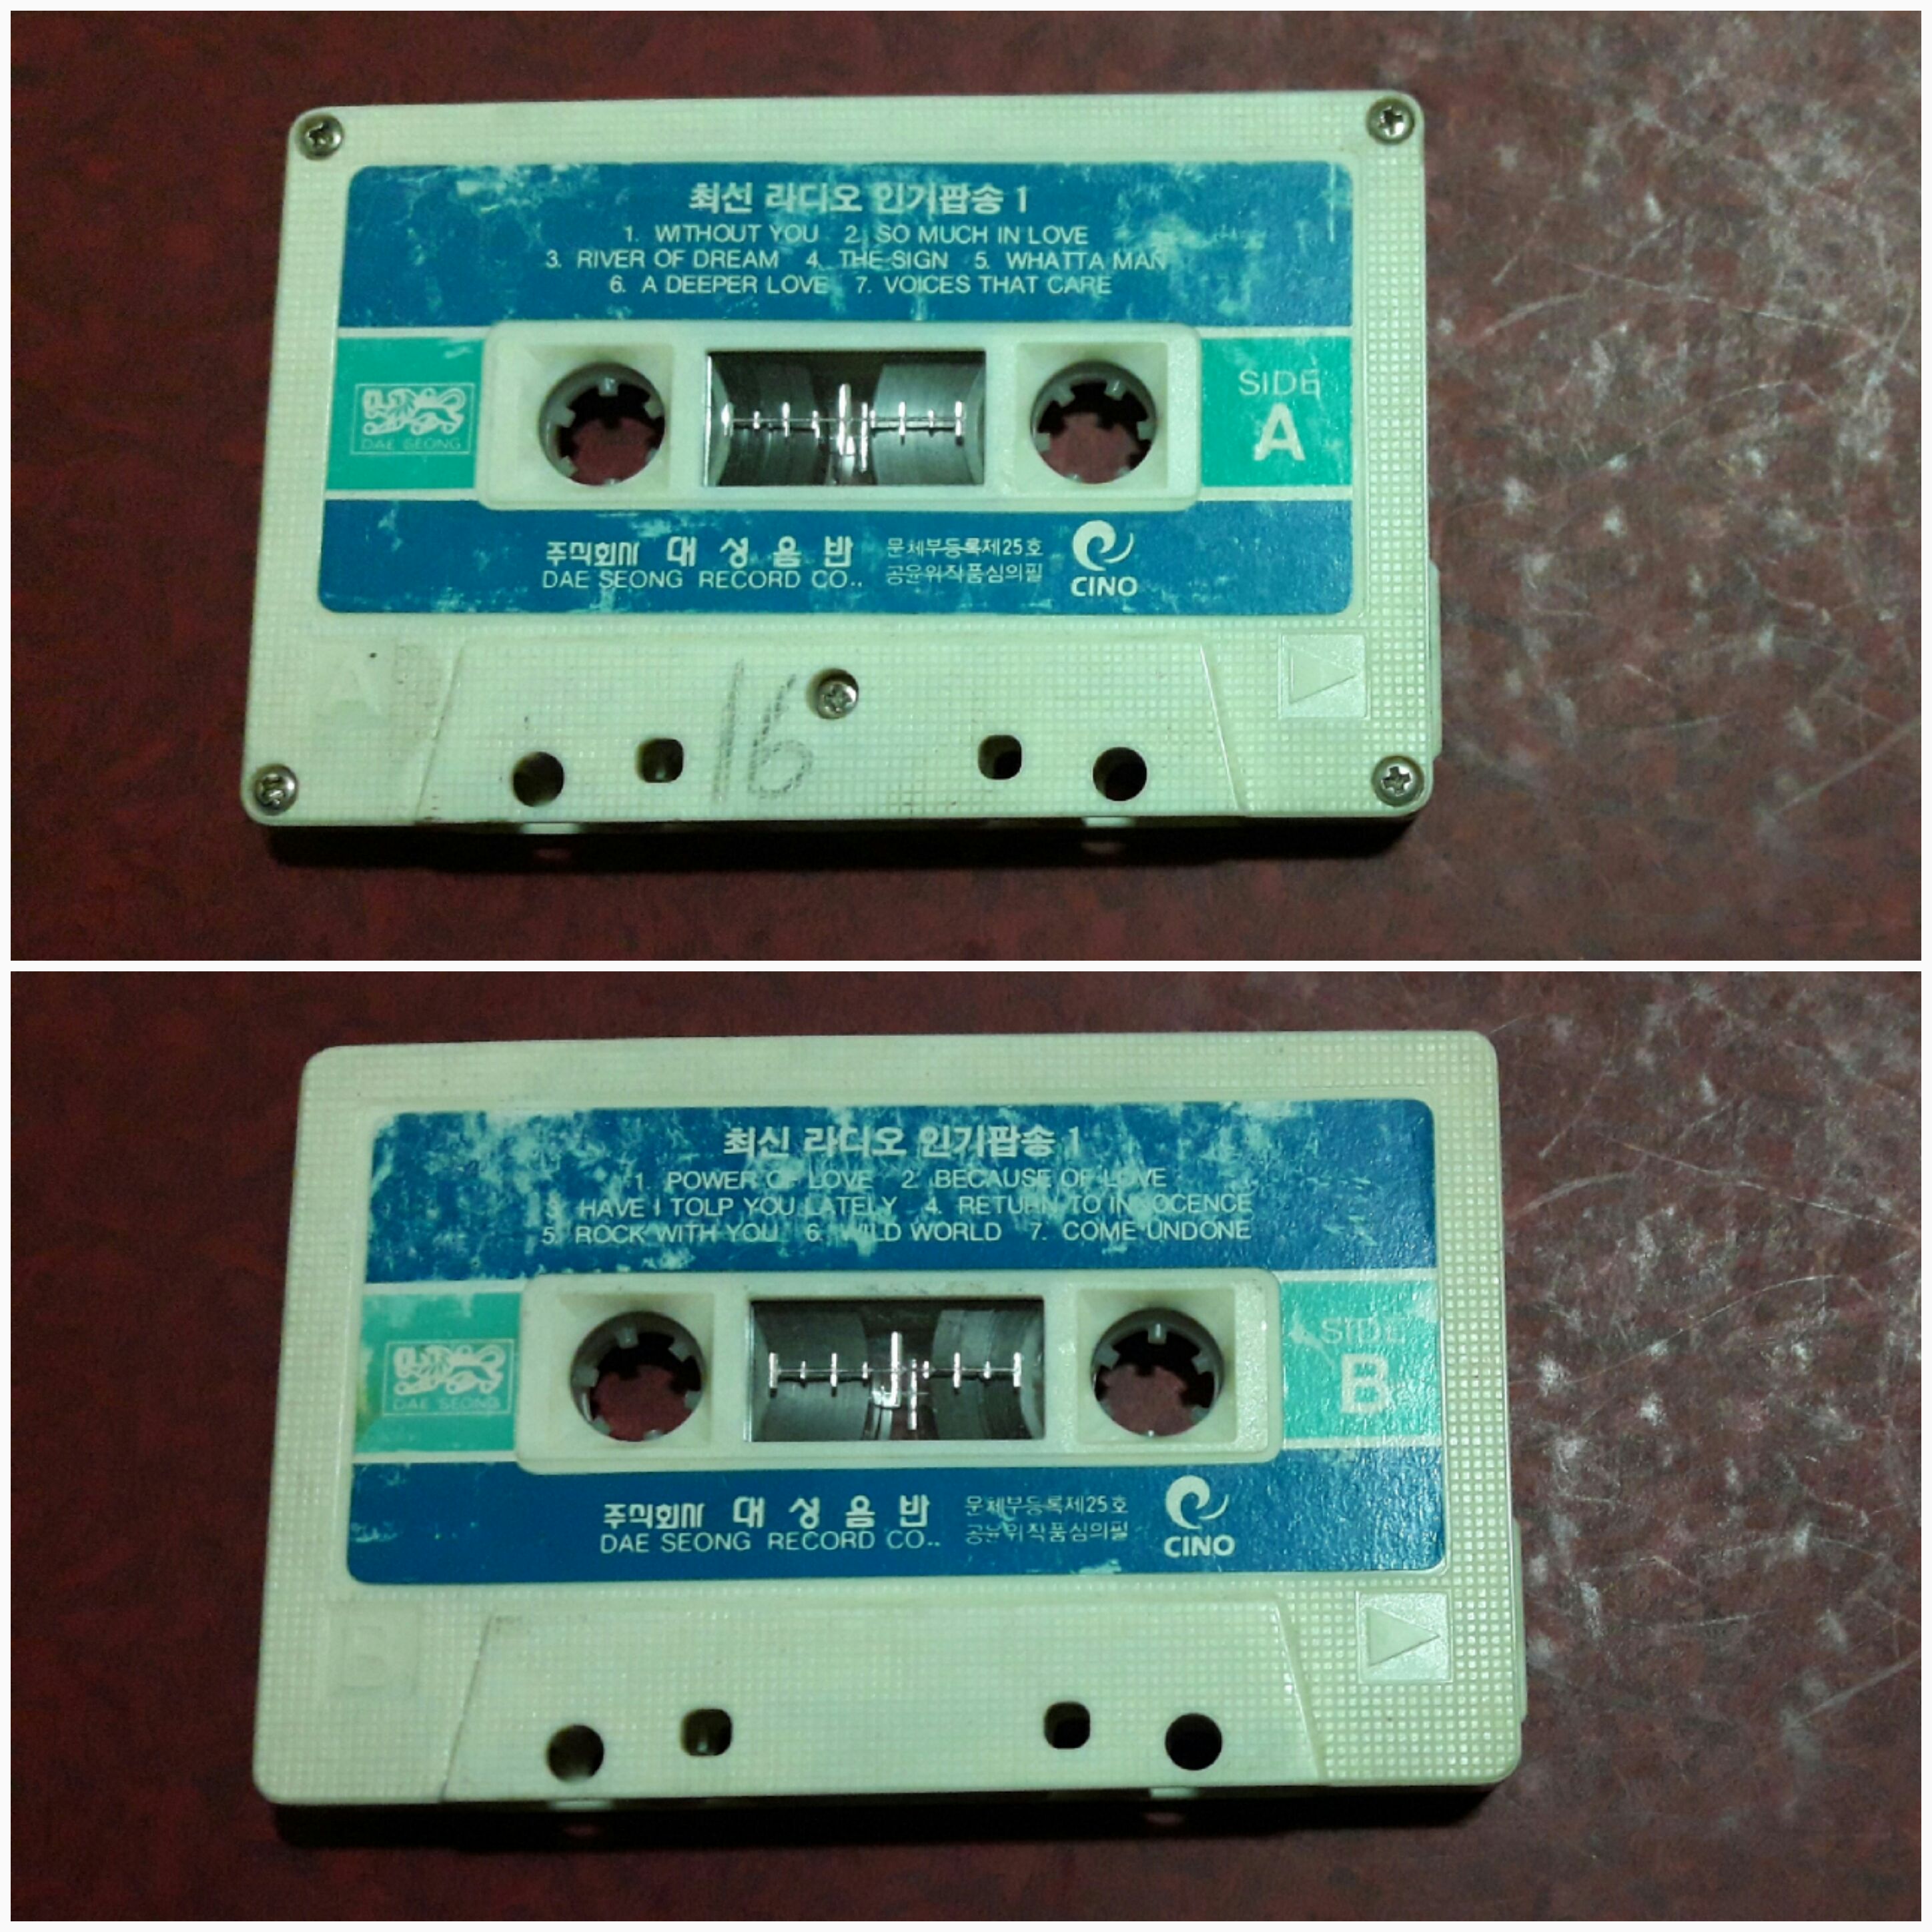 최신 라디오 인기팝송 1
1. WITHOUT YOU 2. SO MUCH IN LOVE
3. RIVER OF DREAM 4. THE SIGN 5. WHATTA MAN
6. A DEEPER LOVE 7. VOICES THAT CARE
DAE SEONG
SIDE
A
주식회사 대성음반 문체부등록제25호
DAE SEONG RECORD CO.. 공윤위작품심의필
CINO
A
16
최신 라디오 인기팝송 1
1. POWER OF LOVE 2. BECAUSE OF LOVE
3. HAVE I TOLP YOU LATELY 4. RETURN TO INNOCENCE
5. ROCK WITH YOU 6. WILD WORLD 7. COME UNDONE
DAE SEONG
SIDE
B
주식회사 대성음반 문체부등록제25호
DAE SEONG RECORD CO.. 공윤위작품심의필
CINO
B